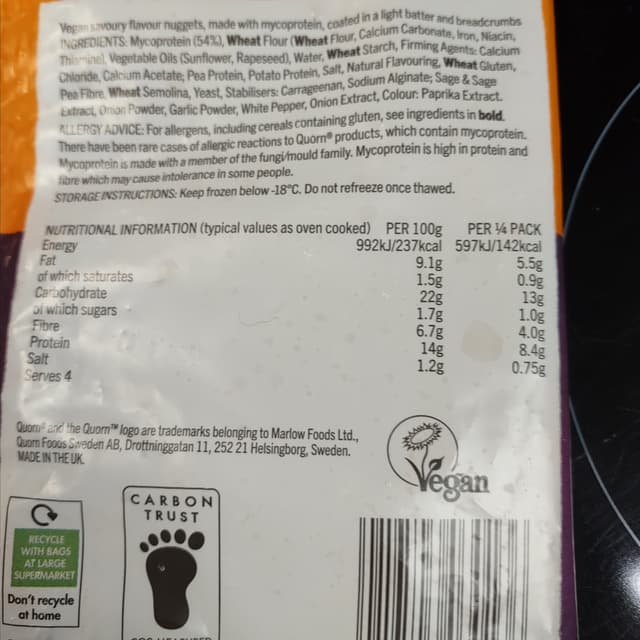 Vegan savoury flavour nuggets, made with mycoprotein, coated in a light batter and breadcrumbs
INGREDIENTS: Mycoprotein (54%), Wheat Flour (Wheat Flour, Calcium Carbonate, Iron, Niacin,
Thiamine), Vegetable Oils (Sunflower, Rapeseed), Water, Wheat Starch, Firming Agents: Calcium
Chloride, Calcium Acetate; Pea Protein, Potato Protein, Salt, Natural Flavouring, Wheat Gluten,
Pea Fibre, Wheat Semolina, Yeast, Stabilisers: Carrageenan, Sodium Alginate; Sage & Sage
Extract, Onion Powder, Garlic Powder, White Pepper, Onion Extract, Colour: Paprika Extract.
ALLERGY ADVICE: For allergens, including cereals containing gluten, see ingredients in bold.
There have been rare cases of allergic reactions to Quorn® products, which contain mycoprotein.
Mycoprotein is made with a member of the fungi/mould family. Mycoprotein is high in protein and
fibre which may cause intolerance in some people.
STORAGE INSTRUCTIONS: Keep frozen below -18°C. Do not refreeze once thawed.
NUTRITIONAL INFORMATION (typical values as oven cooked) PER 100g PER ¼ PACK
Energy 992kJ/237kcal 597kJ/142kcal
Fat 9.1g 5.5g
of which saturates 1.5g 0.9g
Carbohydrate 22g 13g
of which sugars 1.7g 1.0g
Fibre 6.7g 4.0g
Protein 14g 8.4g
Salt 1.2g 0.75g
Serves 4
Quorn® and the Quorn™ logo are trademarks belonging to Marlow Foods Ltd.,
Quorn Foods Sweden AB, Drottninggatan 11, 252 21 Helsingborg, Sweden.
MADE IN THE UK.
Vegan
CARBON
TRUST
RECYCLE
WITH BAGS
AT LARGE
SUPERMARKET
Don't recycle
at home